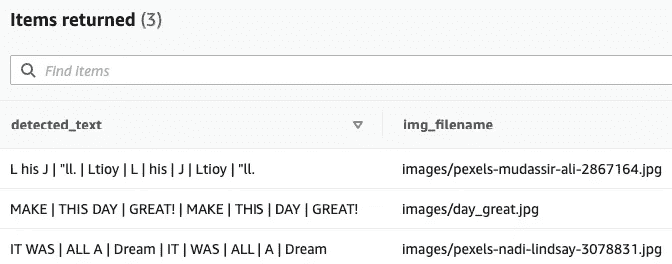 Items returned (3)
Find items
detected_text img_filename
L his J | "ll. | Ltioy | L | his | J | Ltioy | "ll. images/pexels-mudassir-ali-2867164.jpg
MAKE | THIS DAY | GREAT! | MAKE | THIS | DAY | GREAT! images/day_great.jpg
IT WAS | ALL A | Dream | IT | WAS | ALL | A | Dream images/pexels-nadi-lindsay-3078831.jpg